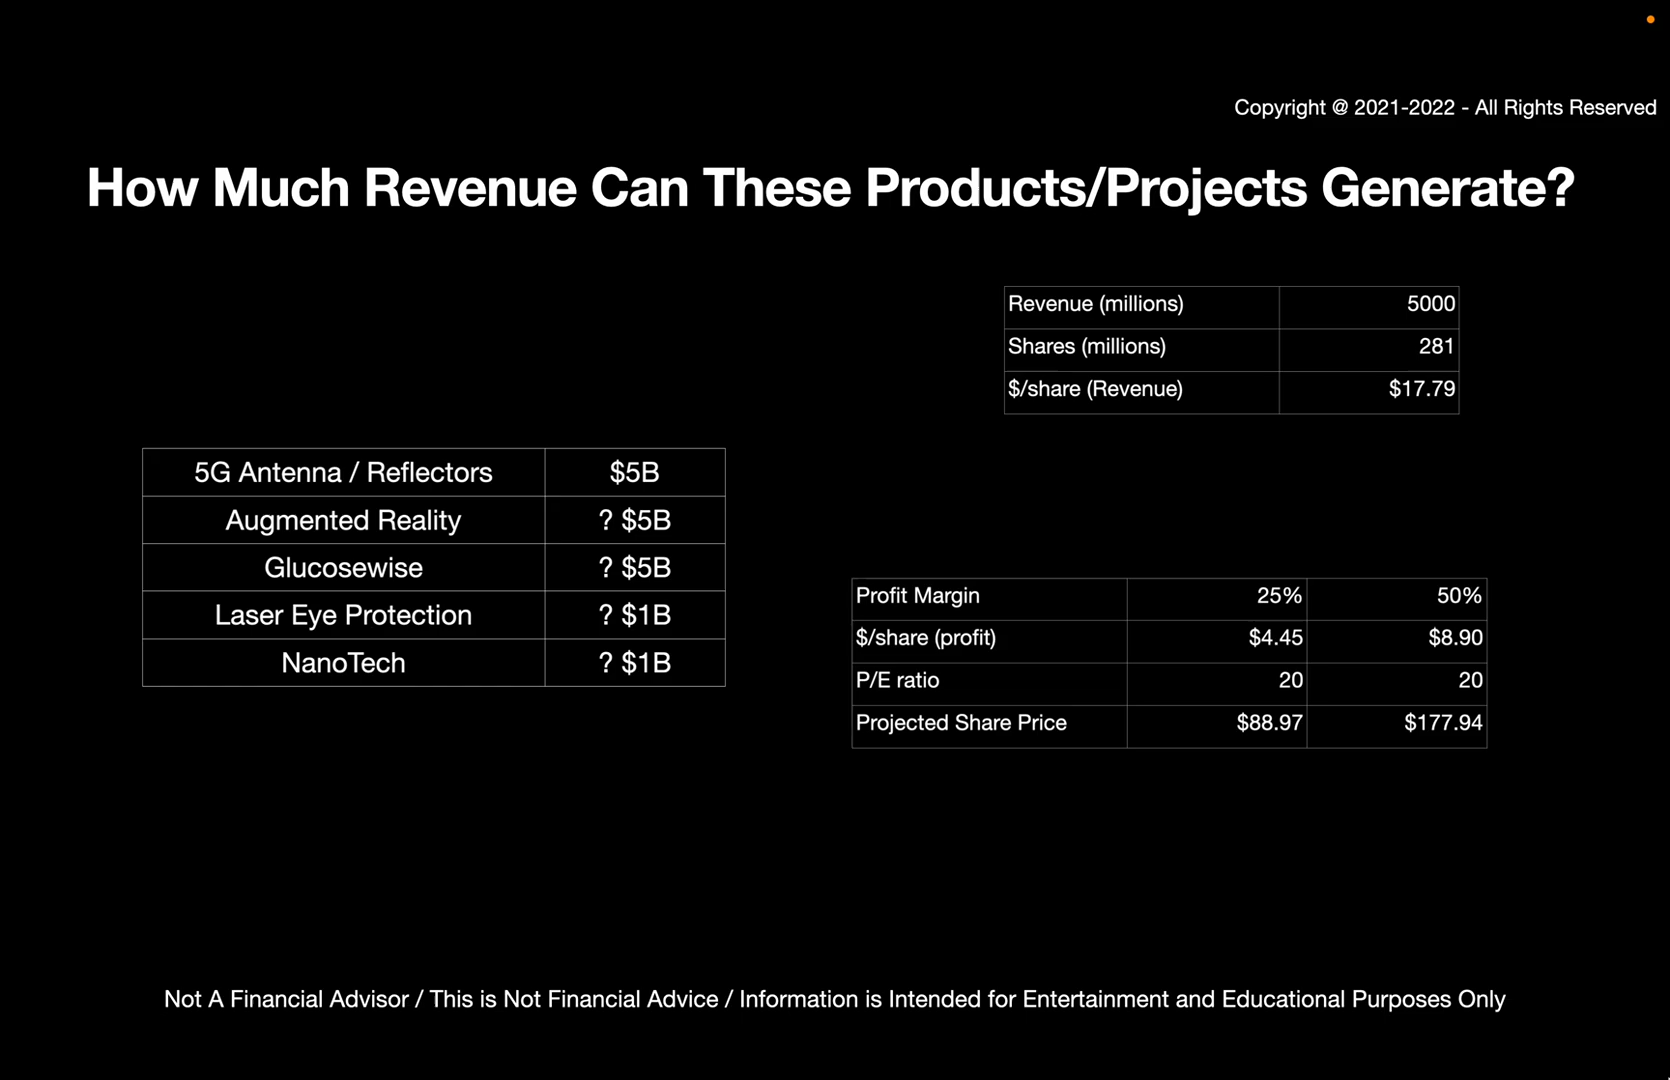 Copyright @ 2021-2022 - All Rights Reserved
How Much Revenue Can These Products/Projects Generate?
Revenue (millions) 5000
Shares (millions) 281
$/share (Revenue) $17.79
5G Antenna / Reflectors $5B
Augmented Reality ? $5B
Glucosewise ? $5B
Laser Eye Protection ? $1B
NanoTech ? $1B
Profit Margin 25% 50%
$/share (profit) $4.45 $8.90
P/E ratio 20 20
Projected Share Price $88.97 $177.94
Not A Financial Advisor / This is Not Financial Advice / Information is Intended for Entertainment and Educational Purposes Only